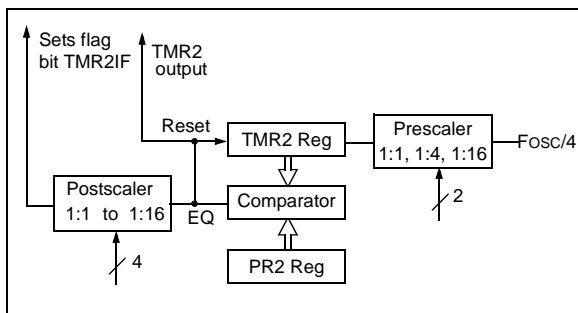 Sets flag
bit TMR2IF
TMR2
output
Reset
TMR2 Reg
Prescaler
1:1, 1:4, 1:16
FOSC/4
Postscaler
1:1 to 1:16
EQ
Comparator
2
4
PR2 Reg